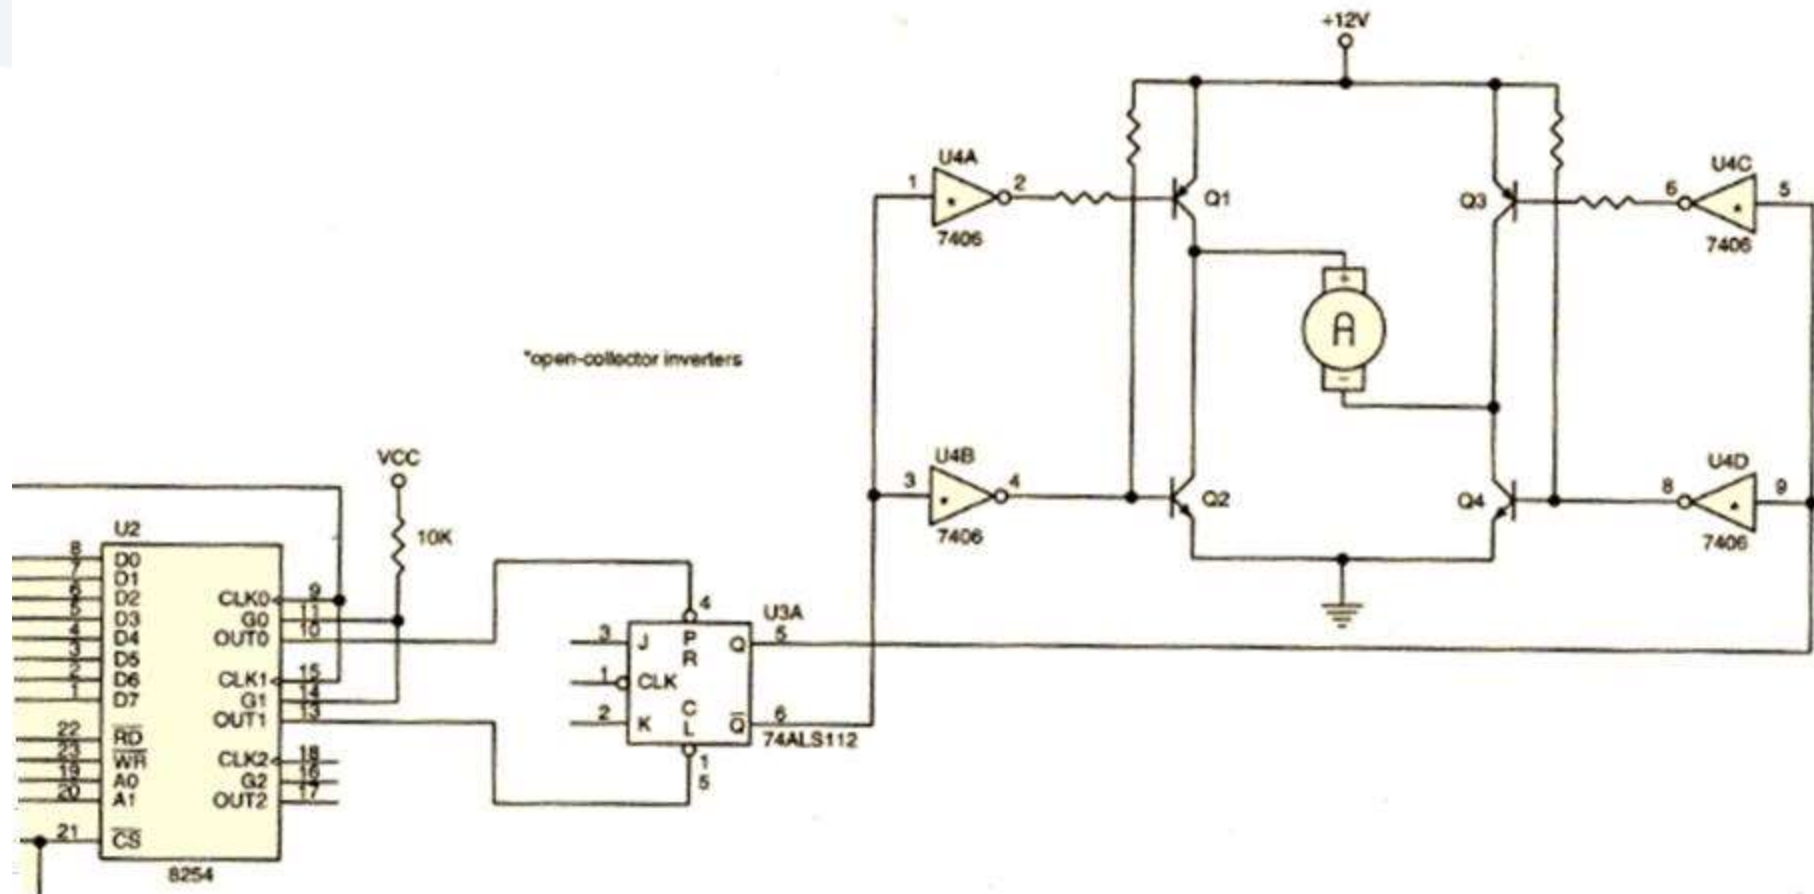 +12V
U4A
1
2
7406
Q1
Q3
U4C
6
5
7406
+
A
-
*open-collector inverters
U4B
3
4
7406
Q2
Q4
U4D
8
9
7406
VCC
10K
U2
8 D0
7 D1
6 D2
5 D3
4 D4
3 D5
2 D6
1 D7
22 RD
23 WR
19 A0
20 A1
21 CS
CLK0 9
G0 11
OUT0 10
CLK1 15
G1 14
OUT1 13
CLK2 18
G2 16
OUT2 17
8254
4
U3A
3 J
PR
Q 5
1 CLK
2 K
CL
Q̅ 6
74ALS112
1
5